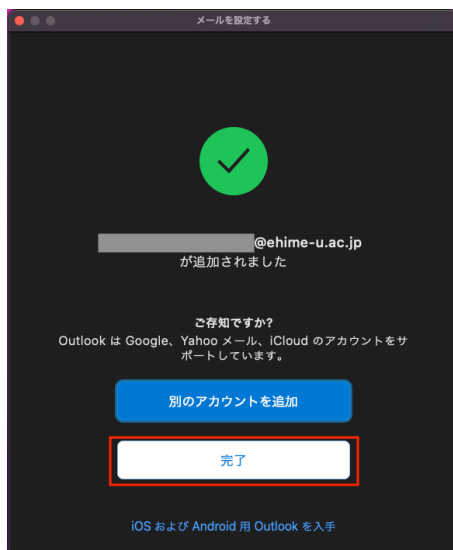 メールを設定する
@ehime-u.ac.jp
が追加されました
ご存知ですか?
Outlook は Google、Yahoo メール、iCloud のアカウントをサ
ポートしています。
別のアカウントを追加
完了
iOS および Android 用 Outlook を入手